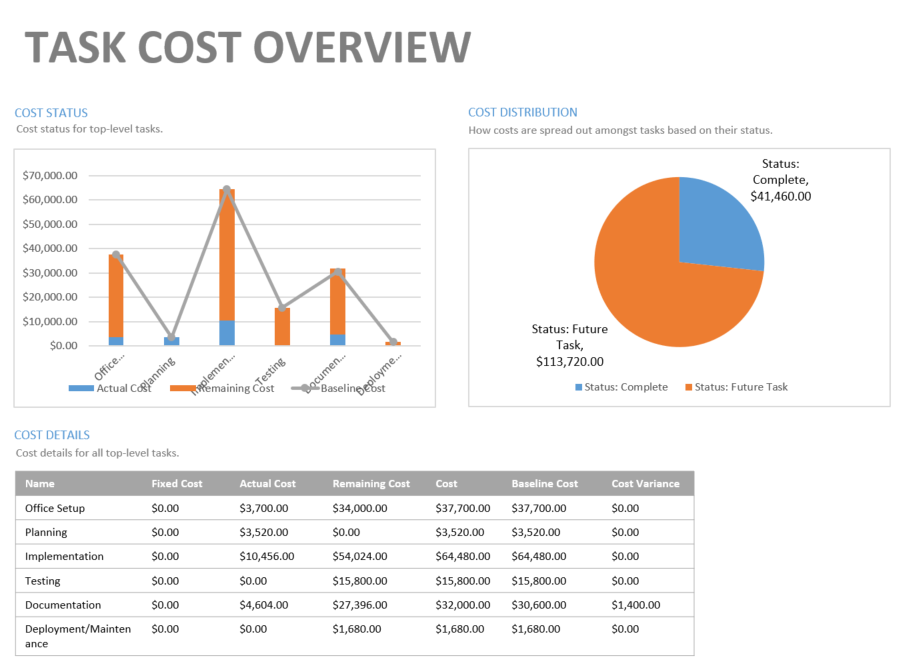 TASK COST OVERVIEW
COST STATUS
Cost status for top-level tasks.
$70,000.00
$60,000.00
$50,000.00
$40,000.00
$30,000.00
$20,000.00
$10,000.00
$0.00
Office...
Planning
Implemen...
Testing
Documen...
Deployme...
Actual Cost
Remaining Cost
Baseline Cost
COST DISTRIBUTION
How costs are spread out amongst tasks based on their status.
Status:
Complete,
$41,460.00
Status: Future
Task,
$113,720.00
Status: Complete
Status: Future Task
COST DETAILS
Cost details for all top-level tasks.
Name Fixed Cost Actual Cost Remaining Cost Cost Baseline Cost Cost Variance
Office Setup $0.00 $3,700.00 $34,000.00 $37,700.00 $37,700.00 $0.00
Planning $0.00 $3,520.00 $0.00 $3,520.00 $3,520.00 $0.00
Implementation $0.00 $10,456.00 $54,024.00 $64,480.00 $64,480.00 $0.00
Testing $0.00 $0.00 $15,800.00 $15,800.00 $15,800.00 $0.00
Documentation $0.00 $4,604.00 $27,396.00 $32,000.00 $30,600.00 $1,400.00
Deployment/Mainten $0.00 $0.00 $1,680.00 $1,680.00 $1,680.00 $0.00
ance